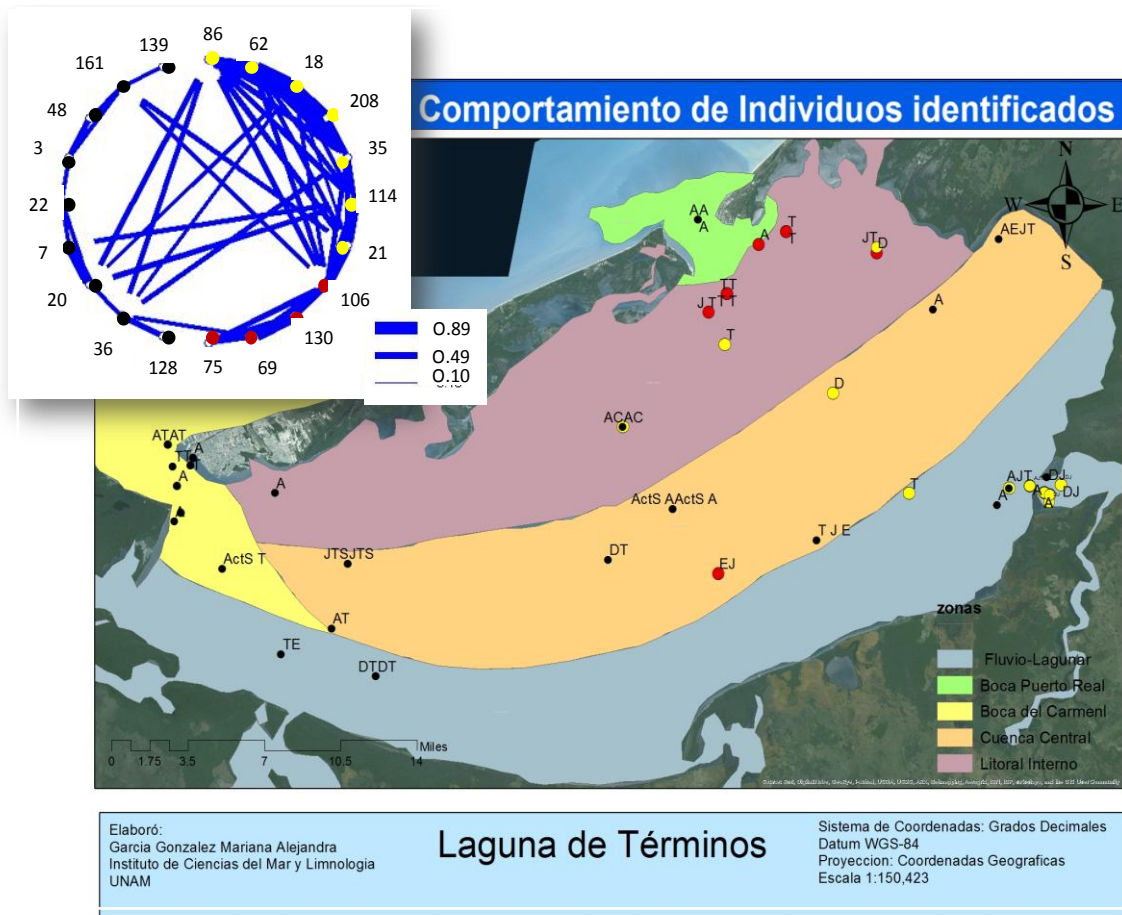 86
62
18
208
35
114
21
106
130
69
75
128
36
20
7
22
3
48
161
139
0.89
0.49
0.10
Comportamiento de Individuos identificados
N
W
E
S
AA
A
A
T
T
JT D
AEJT
TT
J T T T
A
T
D
ACAC
ATAT
A
T T T
A
A
ActS AActS A
T
AJT
DJ
A
A
DJ
A
ActS T
JTSJTS
DT
T J E
EJ
AT
TE
DTDT
zonas
Fluvio-Lagunar
Boca Puerto Real
Boca del Carmenl
Cuenca Central
Litoral Interno
Miles
0 1.75 3.5 7 10.5 14
Elaboró:
Garcia Gonzalez Mariana Alejandra
Instituto de Ciencias del Mar y Limnologia
UNAM
Laguna de Términos
Sistema de Coordenadas: Grados Decimales
Datum WGS-84
Proyeccion: Coordenadas Geograficas
Escala 1:150,423